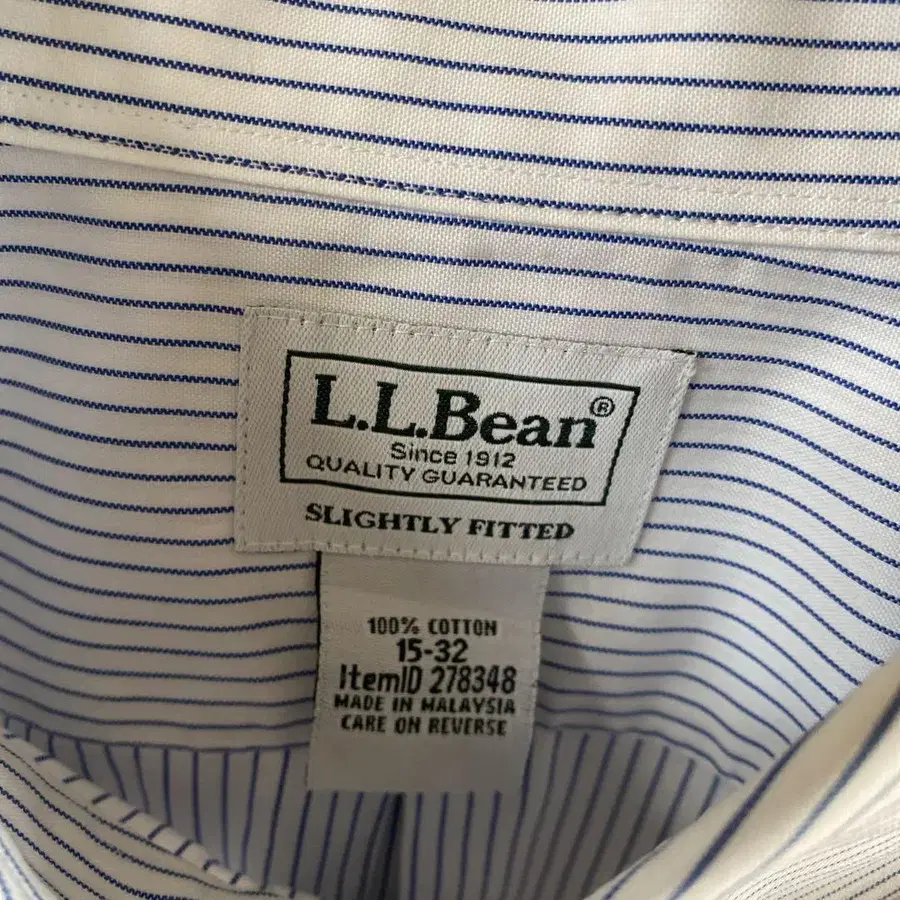 L.L.Bean®
Since 1912
QUALITY GUARANTEED
SLIGHTLY FITTED
100% COTTON
15-32
ItemID 278348
MADE IN MALAYSIA
CARE ON REVERSE